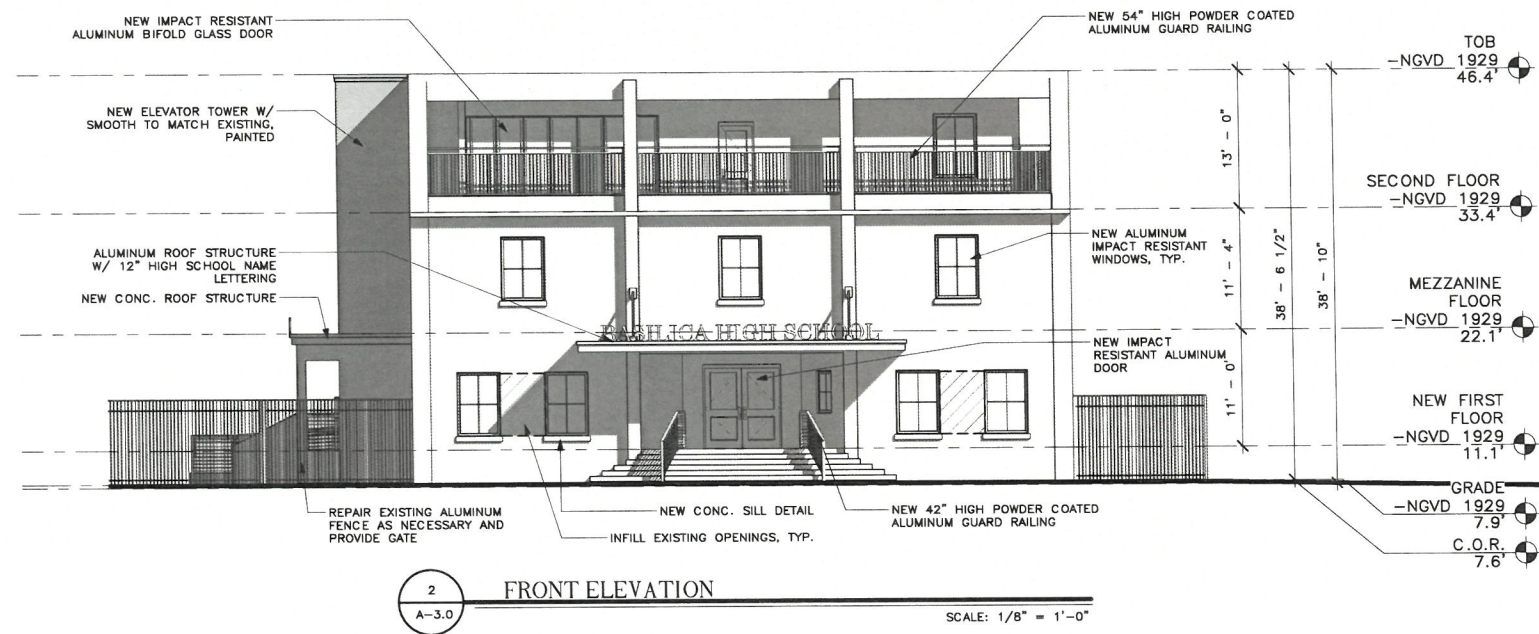 NEW IMPACT RESISTANT
ALUMINUM BIFOLD GLASS DOOR
NEW 54" HIGH POWDER COATED
ALUMINUM GUARD RAILING
TOB
-NGVD 1929
46.4'
NEW ELEVATOR TOWER W/
SMOOTH TO MATCH EXISTING,
PAINTED
13' - 0"
SECOND FLOOR
-NGVD 1929
33.4'
ALUMINUM ROOF STRUCTURE
W/ 12" HIGH SCHOOL NAME
LETTERING
NEW CONC. ROOF STRUCTURE
NEW ALUMINUM
IMPACT RESISTANT
WINDOWS, TYP.
11' - 4"
38' - 6 1/2"
38' - 10"
MEZZANINE
FLOOR
-NGVD 1929
22.1'
BASILICA HIGH SCHOOL
NEW IMPACT
RESISTANT ALUMINUM
DOOR
11' - 0"
NEW FIRST
FLOOR
-NGVD 1929
11.1'
REPAIR EXISTING ALUMINUM
FENCE AS NECESSARY AND
PROVIDE GATE
NEW CONC. SILL DETAIL
INFILL EXISTING OPENINGS, TYP.
NEW 42" HIGH POWDER COATED
ALUMINUM GUARD RAILING
GRADE
-NGVD 1929
7.9'
C.O.R.
7.6'
2
A-3.0
FRONT ELEVATION
SCALE: 1/8" = 1'-0"